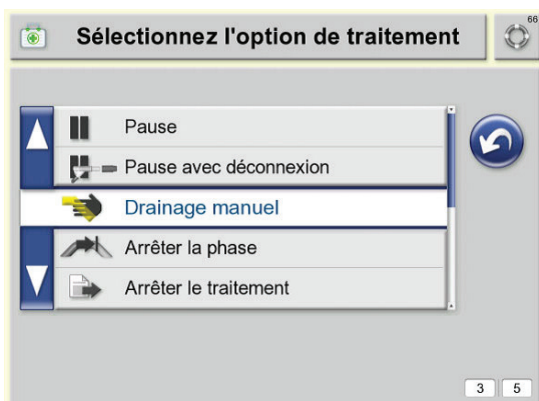 Sélectionnez l'option de traitement
66
Pause
Pause avec déconnexion
Drainage manuel
Arrêter la phase
Arrêter le traitement
3 5